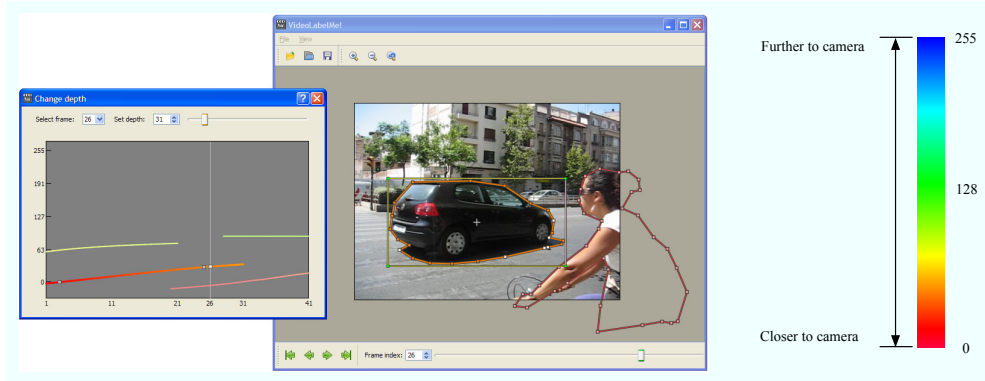 VideoLabelMe!
File View
Frame index: 26
Change depth
Select frame: 26 Set depth: 31
255
191
127
63
0
1 11 21 26 31 41
Further to camera
255
128
Closer to camera
0